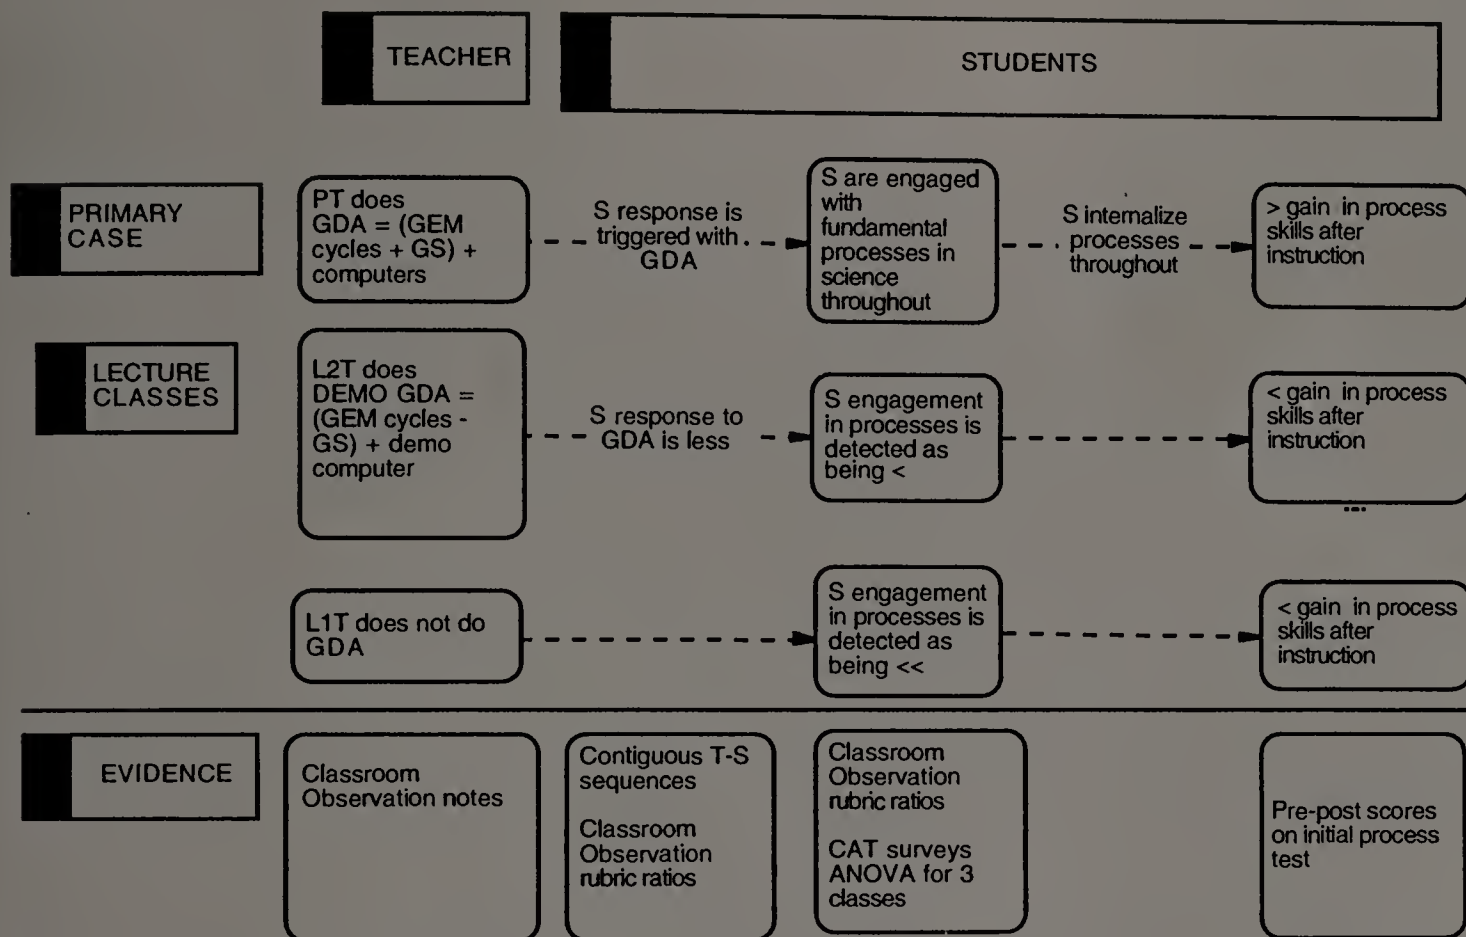 TEACHER
STUDENTS
PRIMARY
CASE
PT does
GDA = (GEM
cycles + GS) +
computers
S response is
triggered with
GDA
S are engaged
with
fundamental
processes in
science
throughout
S internalize
processes
throughout
> gain in process
skills after
instruction
LECTURE
CLASSES
L2T does
DEMO GDA =
(GEM cycles -
GS) + demo
computer
S response to
GDA is less
S engagement
in processes is
detected as
being <
< gain in process
skills after
instruction
L1T does not do
GDA
S engagement
in processes is
detected as
being <<
< gain in process
skills after
instruction
EVIDENCE
Classroom
Observation notes
Contiguous T-S
sequences
Classroom
Observation
rubric ratios
Classroom
Observation
rubric ratios
CAT surveys
ANOVA for 3
classes
Pre-post scores
on initial process
test